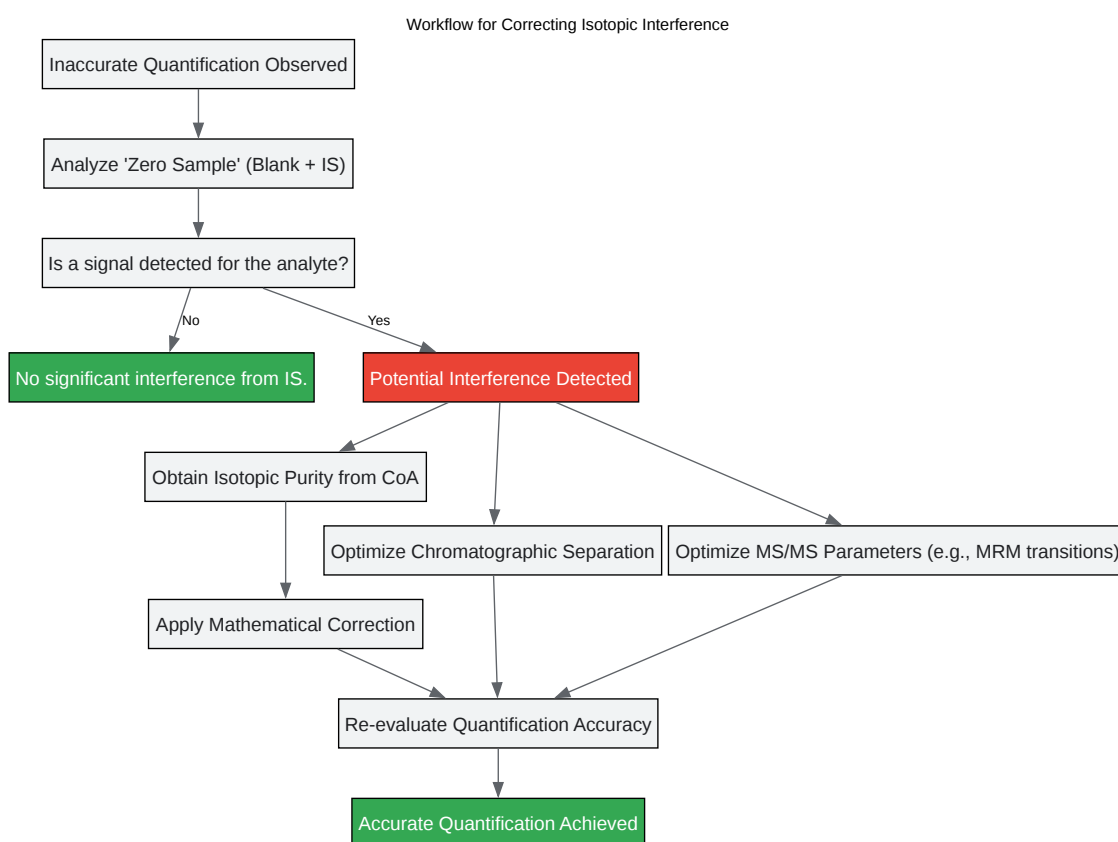 Workflow for Correcting Isotopic Interference
Inaccurate Quantification Observed
Analyze 'Zero Sample' (Blank + IS)
Is a signal detected for the analyte?
No
Yes
No significant interference from IS.
Potential Interference Detected
Obtain Isotopic Purity from CoA
Optimize Chromatographic Separation
Optimize MS/MS Parameters (e.g., MRM transitions)
Apply Mathematical Correction
Re-evaluate Quantification Accuracy
Accurate Quantification Achieved